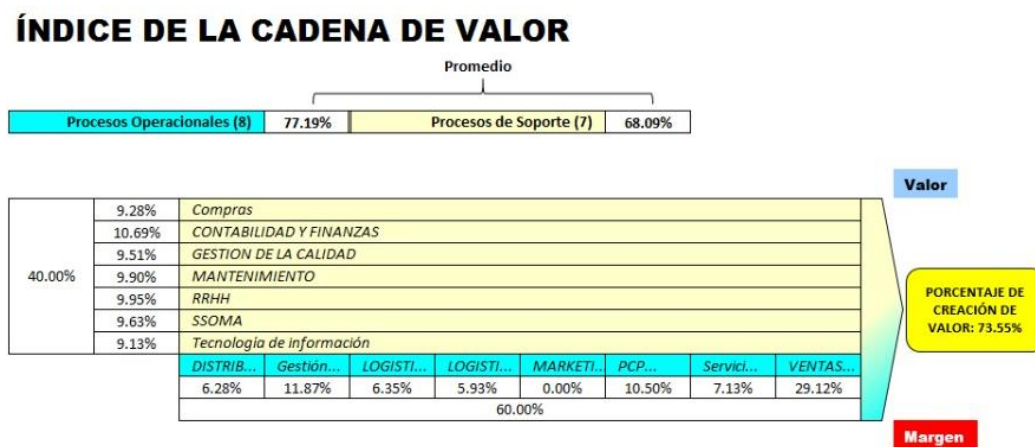 ÍNDICE DE LA CADENA DE VALOR
Promedio
Procesos Operacionales (8) 77.19% Procesos de Soporte (7) 68.09%
Valor
9.28% Compras
10.69% CONTABILIDAD Y FINANZAS
9.51% GESTION DE LA CALIDAD
40.00% 9.90% MANTENIMIENTO
9.95% RRHH
9.63% SSOMA
9.13% Tecnología de información
PORCENTAJE DE
CREACIÓN DE
VALOR: 73.55%
DISTRIB... Gestión... LOGISTI... LOGISTI... MARKETI... PCP... Servici... VENTAS...
6.28% 11.87% 6.35% 5.93% 0.00% 10.50% 7.13% 29.12%
60.00%
Margen